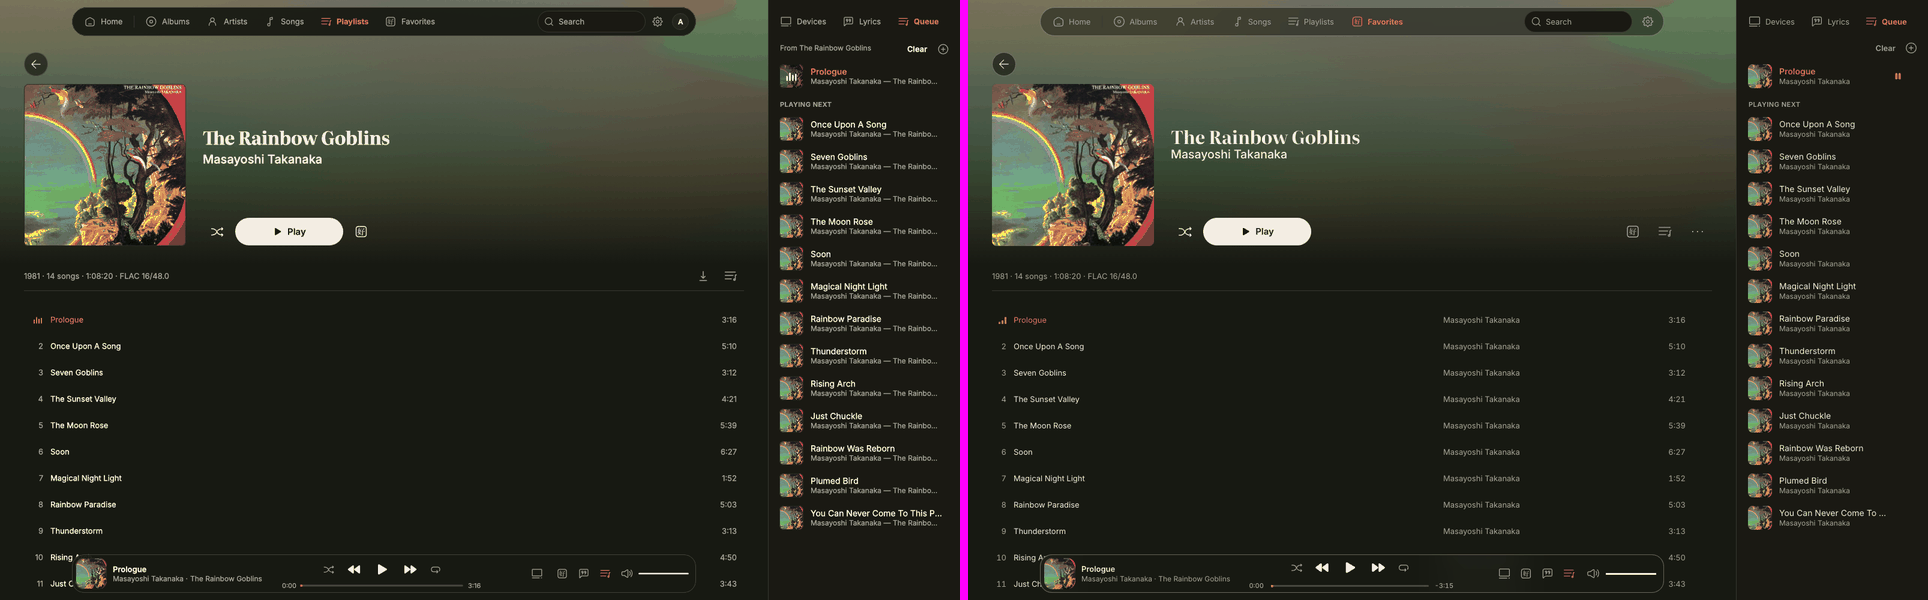 Home Albums Artists Songs Playlists Favorites Search A
THE RAINBOW GOBLINS
MASAYOSHI TAKANAKA
The Rainbow Goblins
Masayoshi Takanaka
Play
1981 · 14 songs · 1:08:20 · FLAC 16/48.0
Prologue 3:16
2 Once Upon A Song 5:10
3 Seven Goblins 3:12
4 The Sunset Valley 4:21
5 The Moon Rose 5:39
6 Soon 6:27
7 Magical Night Light 1:52
8 Rainbow Paradise 5:03
9 Thunderstorm 3:13
10 Rising 4:50
11 Just C 3:43
Prologue
Masayoshi Takanaka · The Rainbow Goblins
0:00 3:16
Devices Lyrics Queue
From The Rainbow Goblins Clear
Prologue
Masayoshi Takanaka — The Rainbo...
PLAYING NEXT
Once Upon A Song
Masayoshi Takanaka — The Rainbo...
Seven Goblins
Masayoshi Takanaka — The Rainbo...
The Sunset Valley
Masayoshi Takanaka — The Rainbo...
The Moon Rose
Masayoshi Takanaka — The Rainbo...
Soon
Masayoshi Takanaka — The Rainbo...
Magical Night Light
Masayoshi Takanaka — The Rainbo...
Rainbow Paradise
Masayoshi Takanaka — The Rainbo...
Thunderstorm
Masayoshi Takanaka — The Rainbo...
Rising Arch
Masayoshi Takanaka — The Rainbo...
Just Chuckle
Masayoshi Takanaka — The Rainbo...
Rainbow Was Reborn
Masayoshi Takanaka — The Rainbo...
Plumed Bird
Masayoshi Takanaka — The Rainbo...
You Can Never Come To This P...
Masayoshi Takanaka — The Rainbo...
Home Albums Artists Songs Playlists Favorites Search
THE RAINBOW GOBLINS
MASAYOSHI TAKANAKA
The Rainbow Goblins
Masayoshi Takanaka
Play
1981 · 14 songs · 1:08:20 · FLAC 16/48.0
Prologue Masayoshi Takanaka 3:16
2 Once Upon A Song Masayoshi Takanaka 5:10
3 Seven Goblins Masayoshi Takanaka 3:12
4 The Sunset Valley Masayoshi Takanaka 4:21
5 The Moon Rose Masayoshi Takanaka 5:39
6 Soon Masayoshi Takanaka 6:27
7 Magical Night Light Masayoshi Takanaka 1:52
8 Rainbow Paradise Masayoshi Takanaka 5:03
9 Thunderstorm Masayoshi Takanaka 3:13
10 Rising A 4:50
11 Just Ch 3:43
Prologue
Masayoshi Takanaka · The Rainbow Goblins
0:00 -3:15
Devices Lyrics Queue
Clear
Prologue
Masayoshi Takanaka
PLAYING NEXT
Once Upon A Song
Masayoshi Takanaka
Seven Goblins
Masayoshi Takanaka
The Sunset Valley
Masayoshi Takanaka
The Moon Rose
Masayoshi Takanaka
Soon
Masayoshi Takanaka
Magical Night Light
Masayoshi Takanaka
Rainbow Paradise
Masayoshi Takanaka
Thunderstorm
Masayoshi Takanaka
Rising Arch
Masayoshi Takanaka
Just Chuckle
Masayoshi Takanaka
Rainbow Was Reborn
Masayoshi Takanaka
Plumed Bird
Masayoshi Takanaka
You Can Never Come To ...
Masayoshi Takanaka